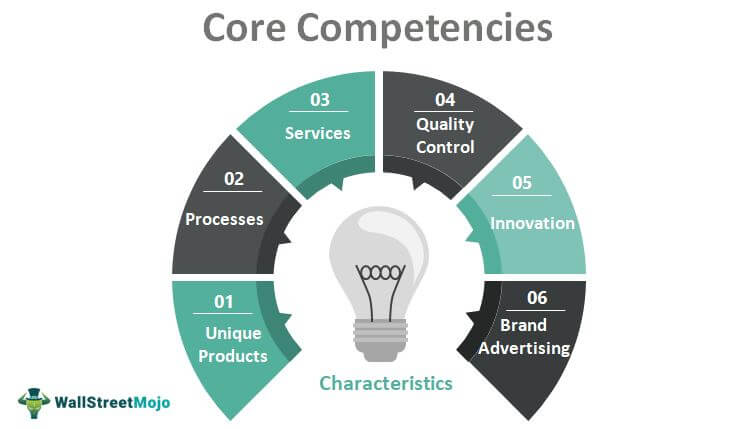 Core Competencies
01
Unique
Products
02
Processes
03
Services
04
Quality
Control
05
Innovation
06
Brand
Advertising
Characteristics
WallStreetMojo